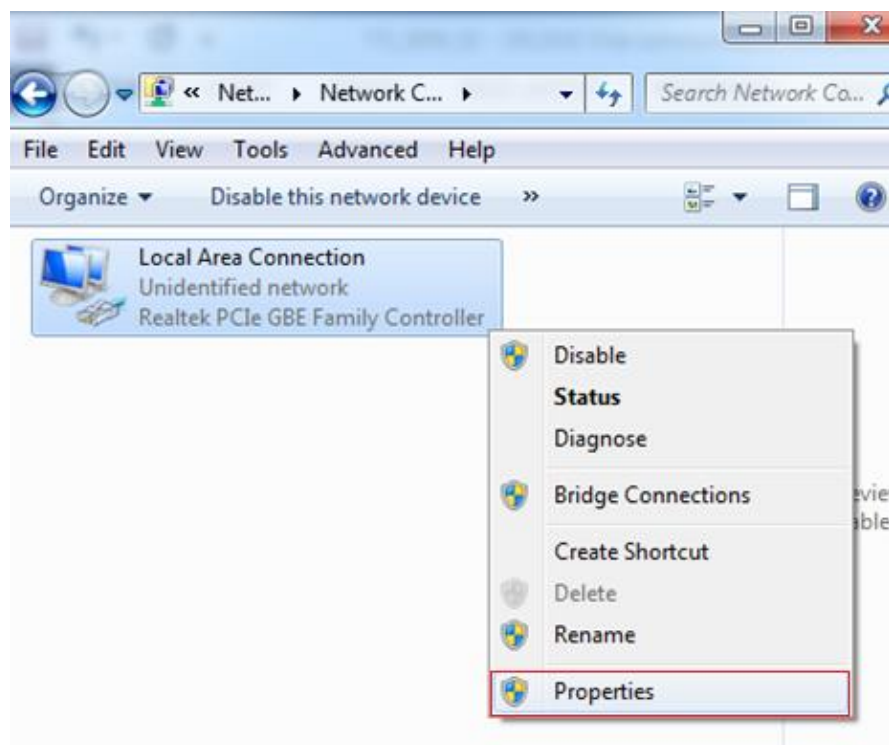 « Net... Network C... Search Network Co...
File Edit View Tools Advanced Help
Organize Disable this network device »
Local Area Connection
Unidentified network
Realtek PCIe GBE Family Controller
Disable
Status
Diagnose
Bridge Connections
Create Shortcut
Delete
Rename
Properties